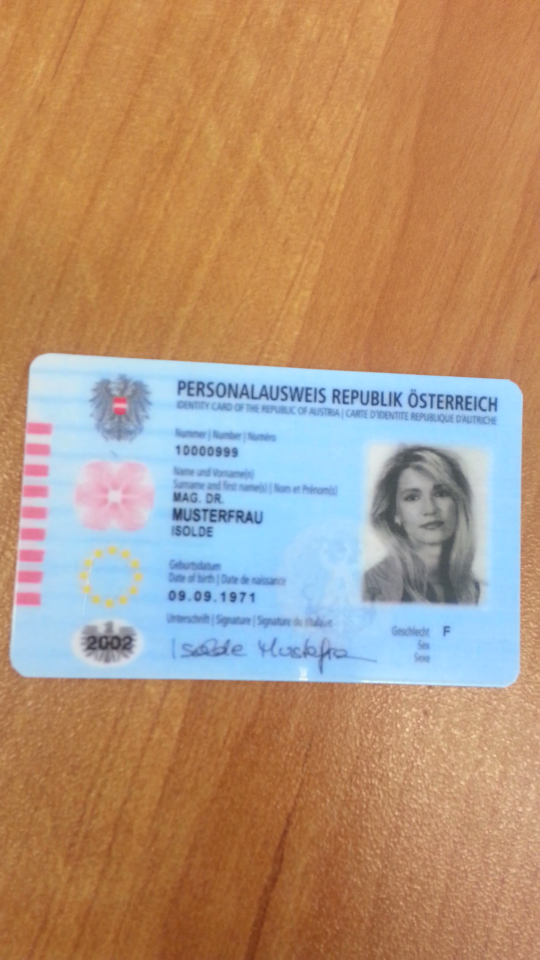 PERSONALAUSWEIS REPUBLIK ÖSTERREICH
IDENTITY CARD OF THE REPUBLIC OF AUSTRIA | CARTE D'IDENTITE REPUBLIQUE D'AUTRICHE
Nummer | Number | Numéro
10000999
Name und Vorname(n)
Surname and first name(s) | Nom et Prénom(s)
MAG. DR.
MUSTERFRAU
ISOLDE
Geburtsdatum
Date of birth | Date de naissance
09.09.1971
Unterschrift | Signature | Signature du titulaire
Isolde Musterfrau
Geschlecht F
Sex
Sexe
2002